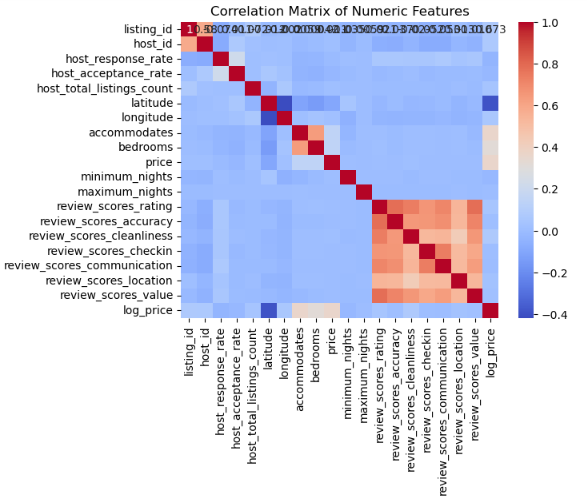 Correlation Matrix of Numeric Features
listing_id
host_id
host_response_rate
host_acceptance_rate
host_total_listings_count
latitude
longitude
accommodates
bedrooms
price
minimum_nights
maximum_nights
review_scores_rating
review_scores_accuracy
review_scores_cleanliness
review_scores_checkin
review_scores_communication
review_scores_location
review_scores_value
log_price
1
1.0
0.8
0.6
0.4
0.2
0.0
−0.2
−0.4
listing_id
host_id
host_response_rate
host_acceptance_rate
host_total_listings_count
latitude
longitude
accommodates
bedrooms
price
minimum_nights
maximum_nights
review_scores_rating
review_scores_accuracy
review_scores_cleanliness
review_scores_checkin
review_scores_communication
review_scores_location
review_scores_value
log_price